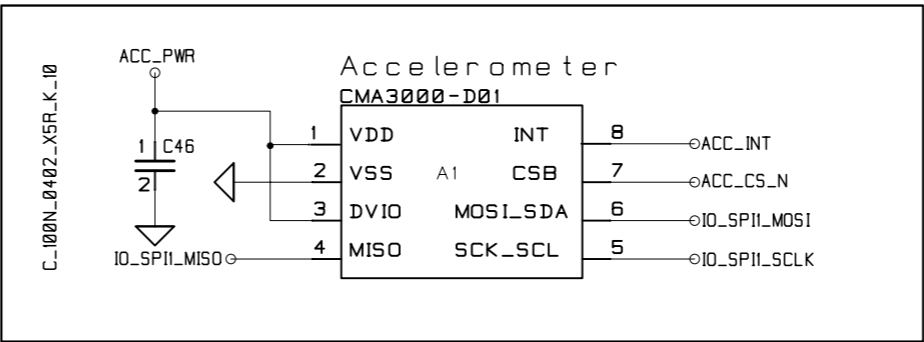 ACC_PWR
Accelerometer
CMA3000-D01
C_100N_0402_X5R_K_10
1 C46
2
1 VDD INT 8 ACC_INT
2 VSS A1 CSB 7 ACC_CS_N
3 DVIO MOSI_SDA 6 IO_SPI1_MOSI
IO_SPI1_MISO 4 MISO SCK_SCL 5 IO_SPI1_SCLK